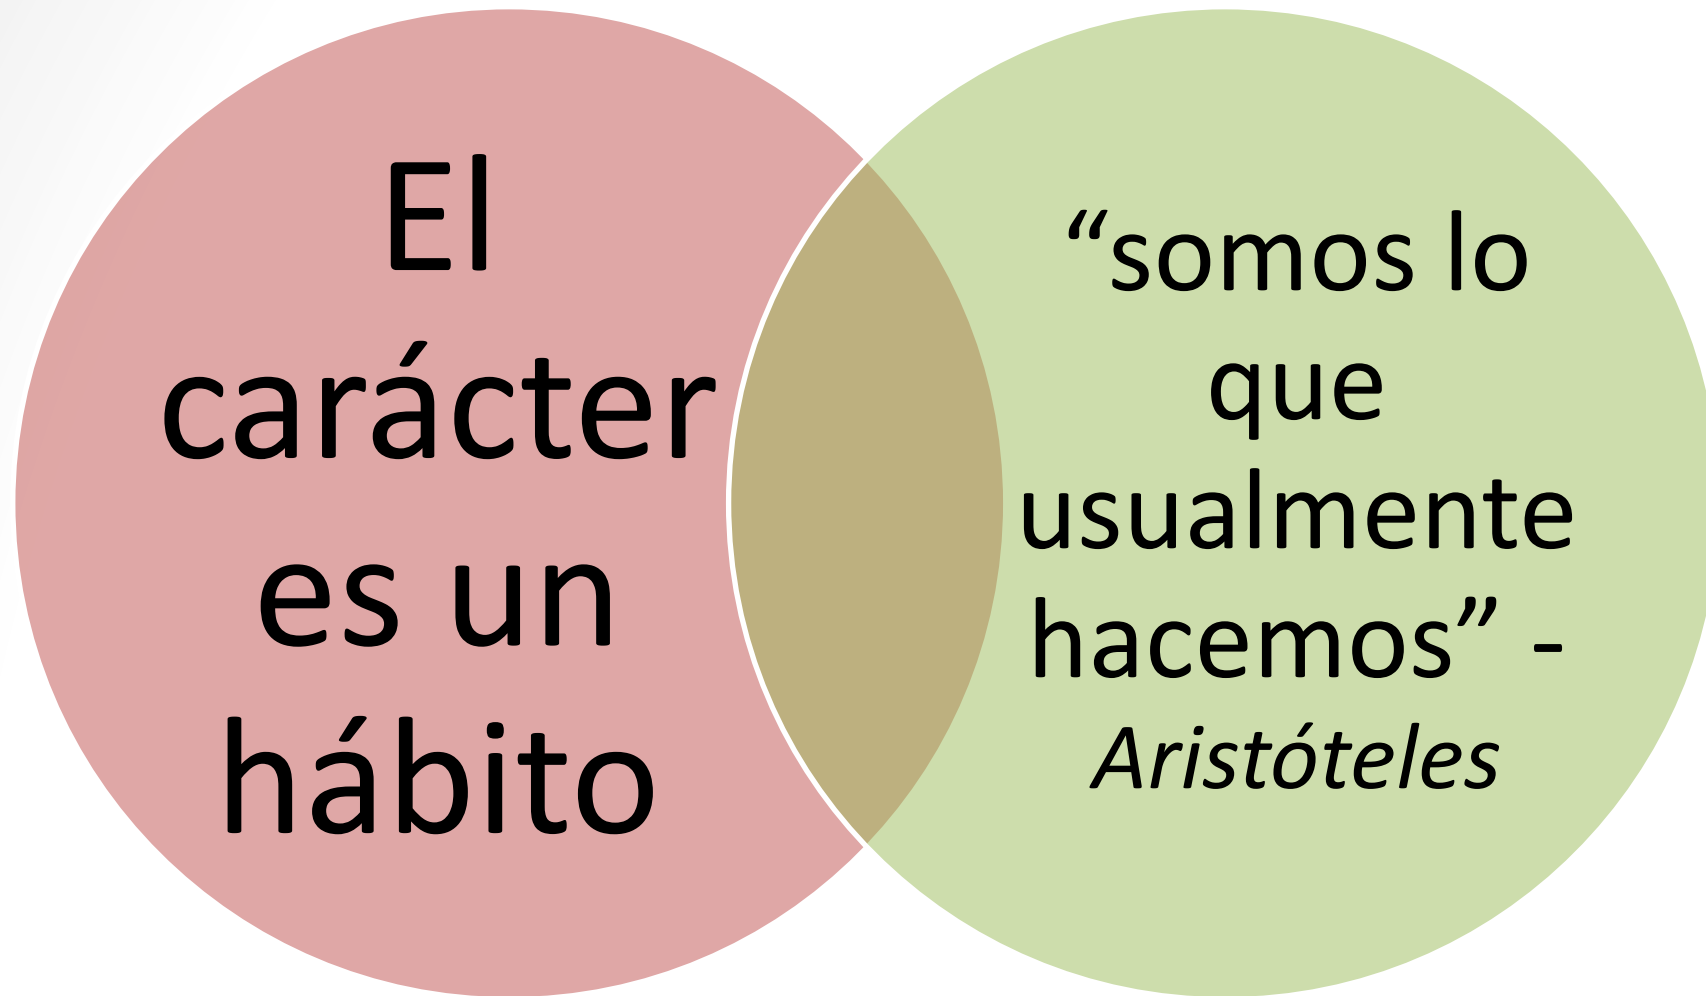 El
carácter
es un
hábito
“somos lo
que
usualmente
hacemos” -
Aristóteles